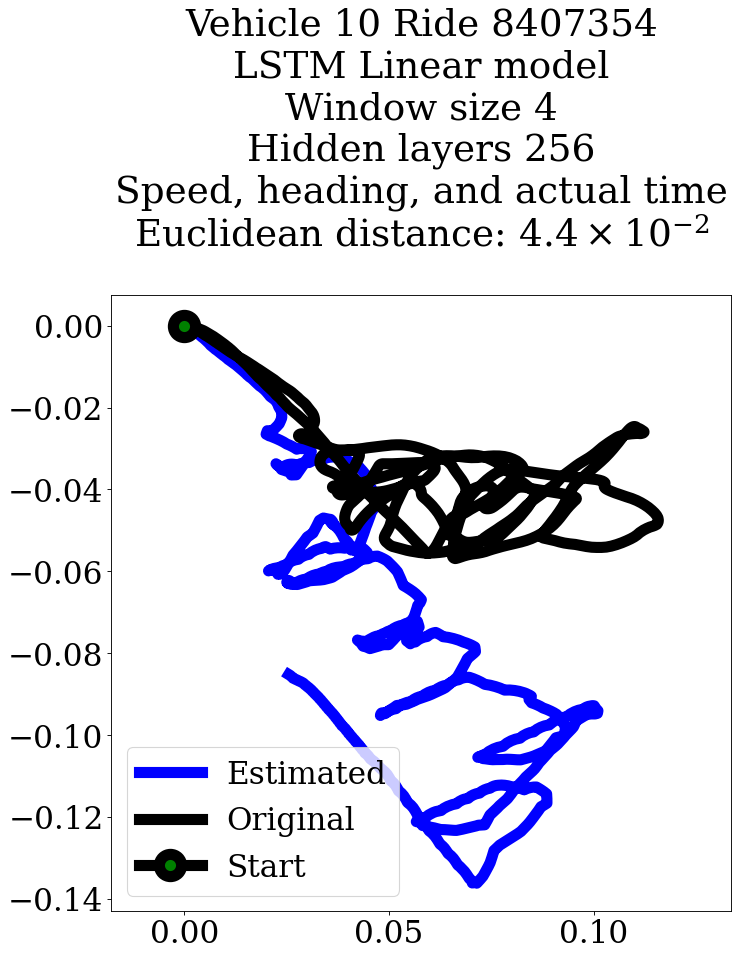 Vehicle 10 Ride 8407354
LSTM Linear model
Window size 4
Hidden layers 256
Speed, heading, and actual time
Euclidean distance: 4.4 × 10⁻²
0.00
−0.02
−0.04
−0.06
−0.08
−0.10
−0.12
−0.14
Estimated
Original
Start
0.00 0.05 0.10